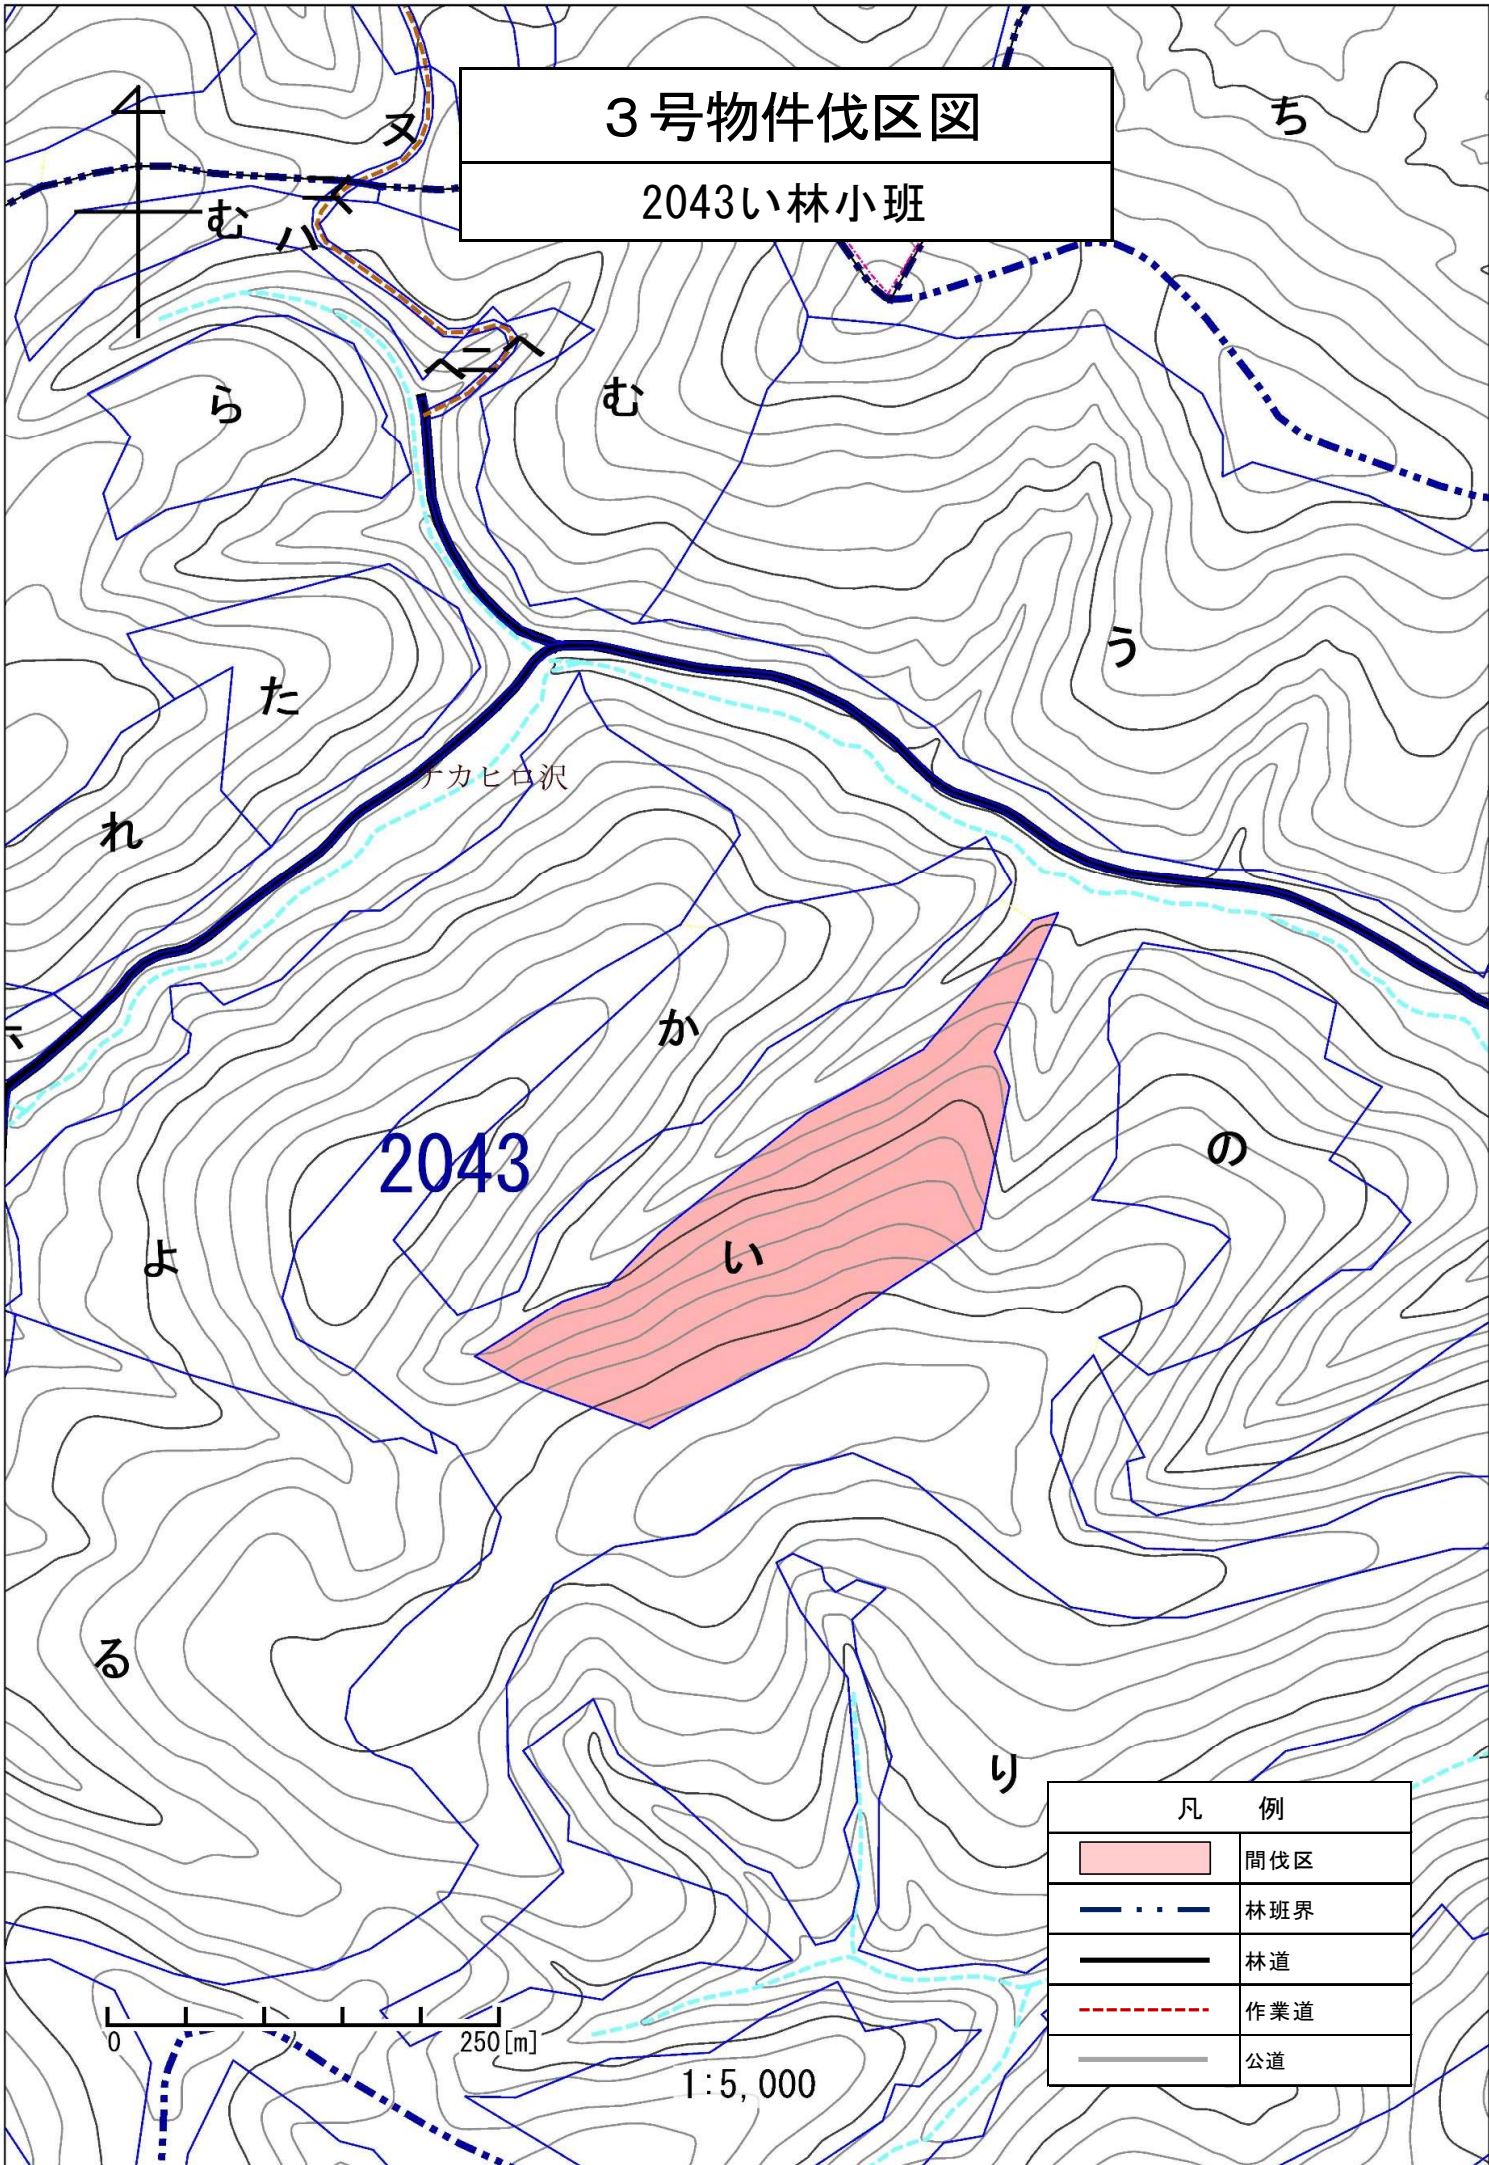 3号物件伐区図
2043い林小班
ち
ヌ
む
ハ
イ
ヘ
ニ
ヘ
む
ら
う
た
ナカヒロ沢
れ
か
2043
の
い
よ
る
り
凡 例
間伐区
林班界
林道
作業道
公道
0
250[m]
1:5,000